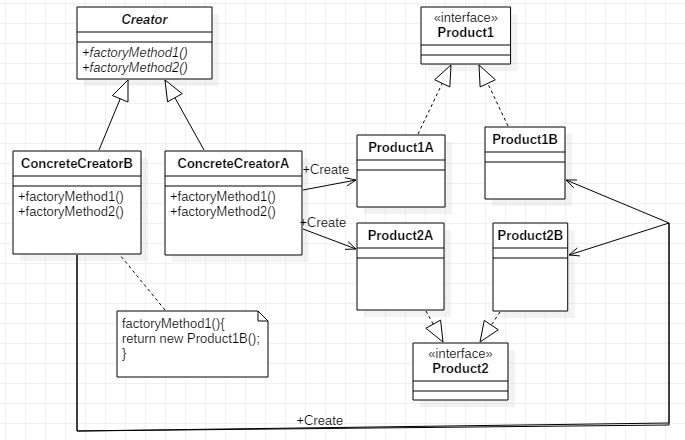 Creator
+factoryMethod1()
+factoryMethod2()
«interface»
Product1
ConcreteCreatorB
+factoryMethod1()
+factoryMethod2()
ConcreteCreatorA
+factoryMethod1()
+factoryMethod2()
+Create
+Create
Product1A
Product1B
Product2A
Product2B
factoryMethod1(){
return new Product1B();
}
«interface»
Product2
+Create